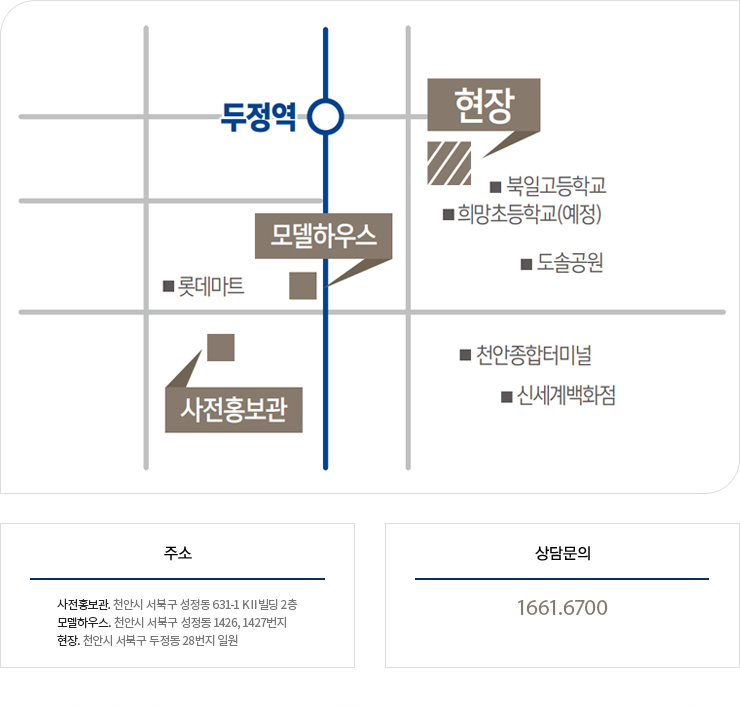 두정역
현장
■ 북일고등학교
■ 희망초등학교(예정)
모델하우스
■ 도솔공원
■ 롯데마트
■ 천안종합터미널
■ 신세계백화점
사전홍보관
주소
사전홍보관. 천안시 서북구 성정동 631-1 KⅡ빌딩 2층
모델하우스. 천안시 서북구 성정동 1426, 1427번지
현장. 천안시 서북구 두정동 28번지 일원
상담문의
1661.6700